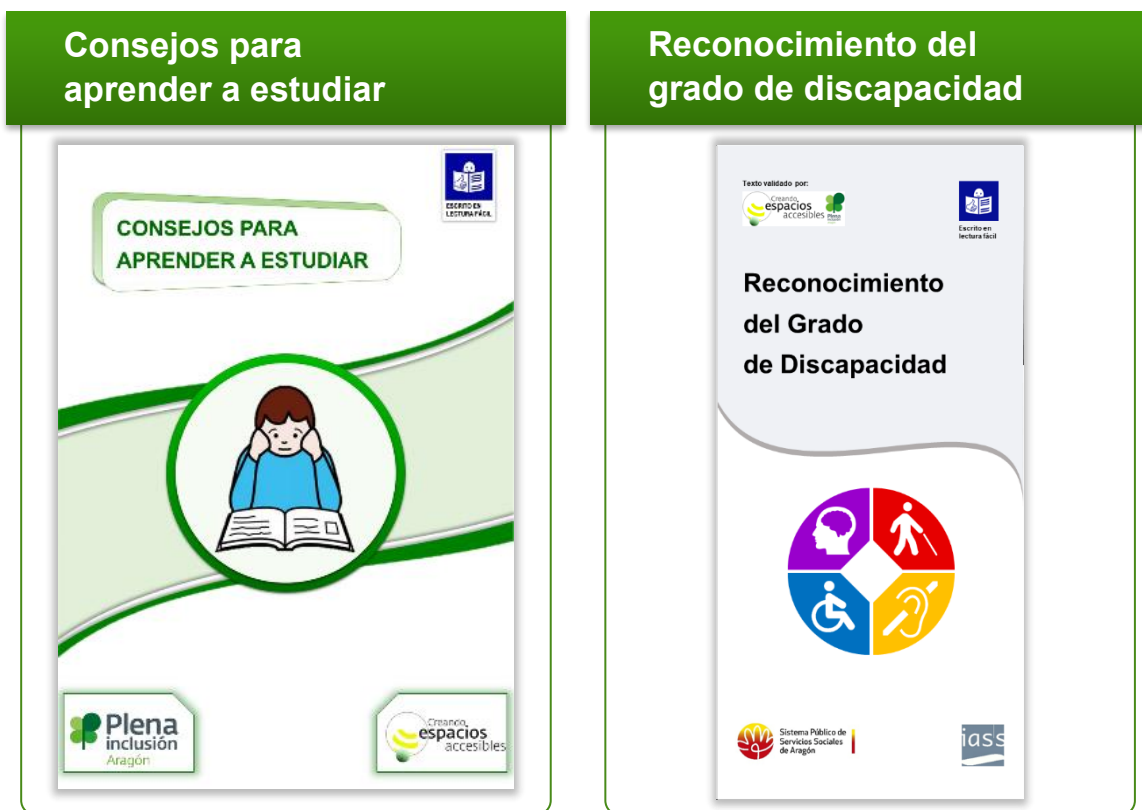 Consejos para
aprender a estudiar
ESCRITO EN
LECTURA FÁCIL
CONSEJOS PARA
APRENDER A ESTUDIAR
Plena
inclusión
Aragón
Creando
espacios
accesibles
Reconocimiento del
grado de discapacidad
Texto validado por:
Creando
espacios
accesibles
Plena
inclusión
Escrito en
lectura fácil
Reconocimiento
del Grado
de Discapacidad
Sistema Público de
Servicios Sociales
de Aragón
iass